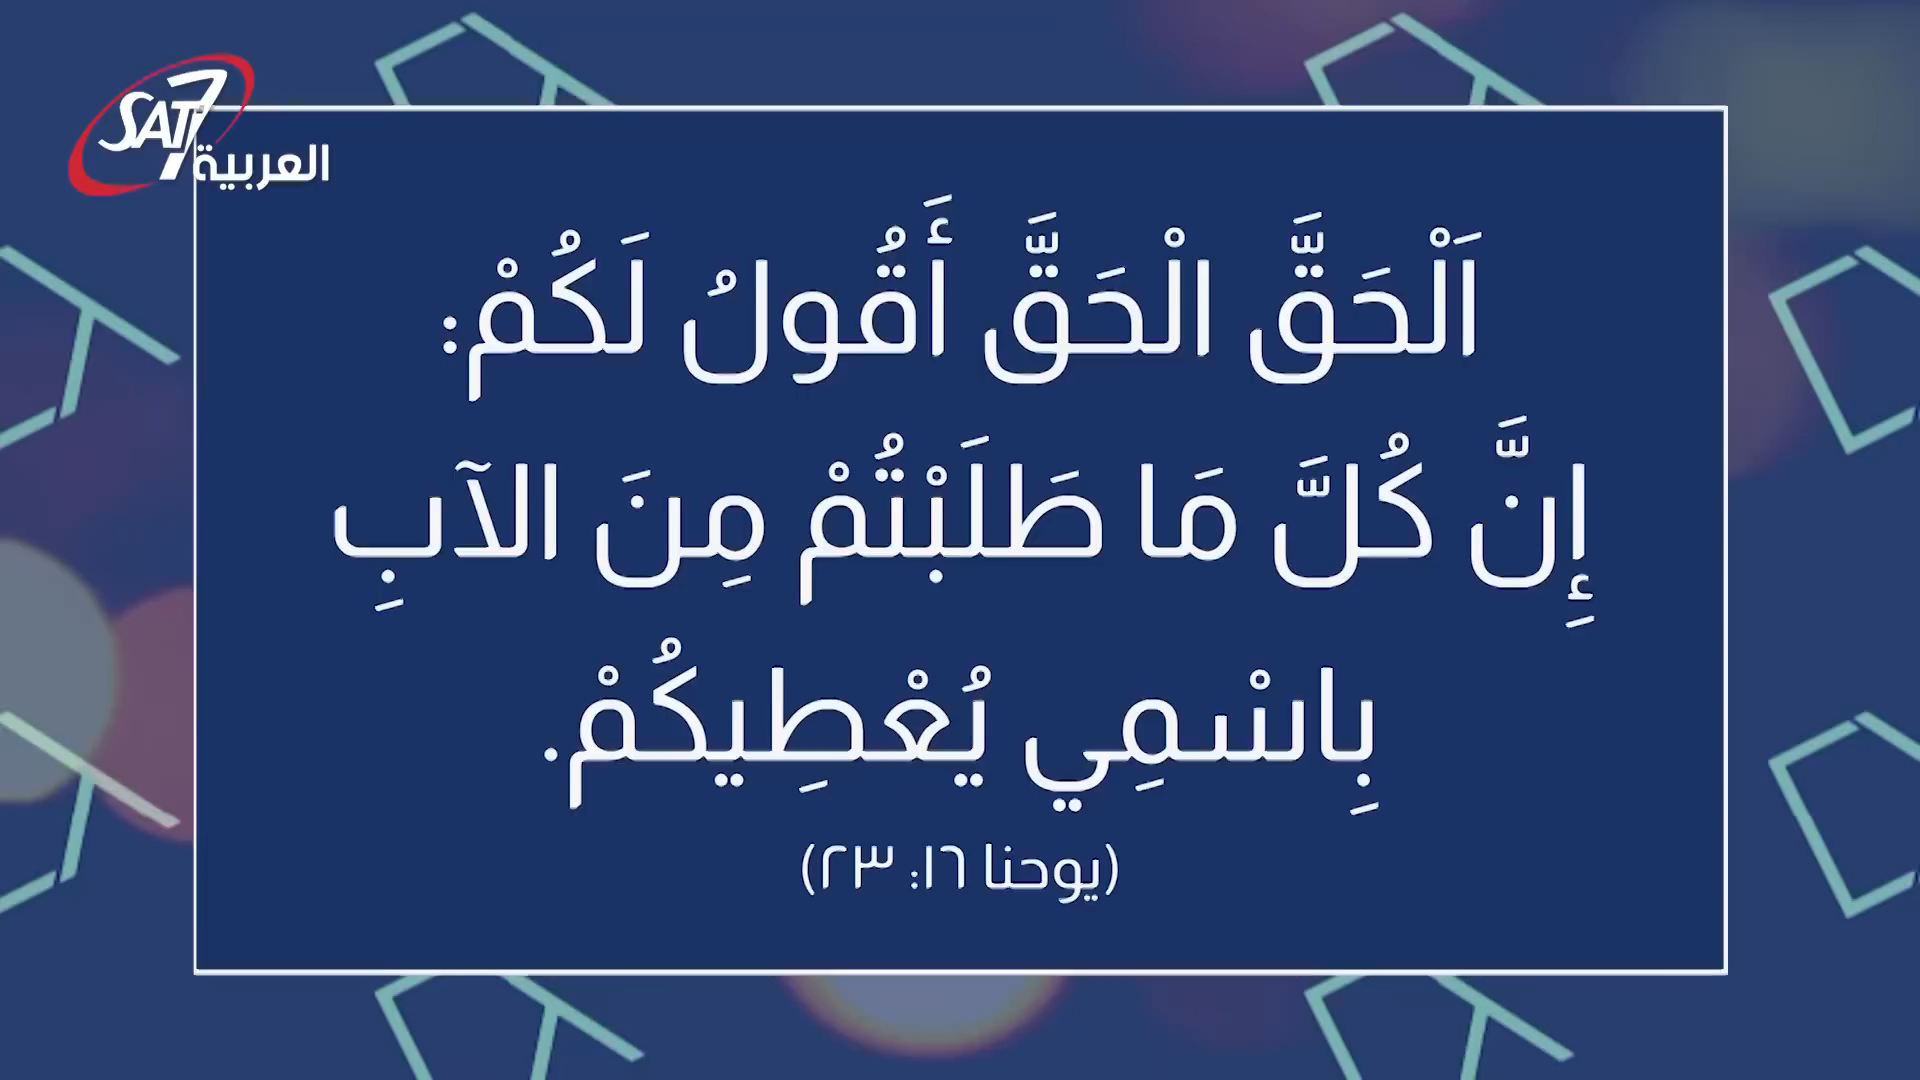 SAT7
العربية
اَلْحَقَّ الْحَقَّ أَقُولُ لَكُمْ:
إِنَّ كُلَّ مَا طَلَبْتُمْ مِنَ الآبِ
بِاسْمِي يُعْطِيكُمْ.
(يوحنا ١٦: ٢٣)